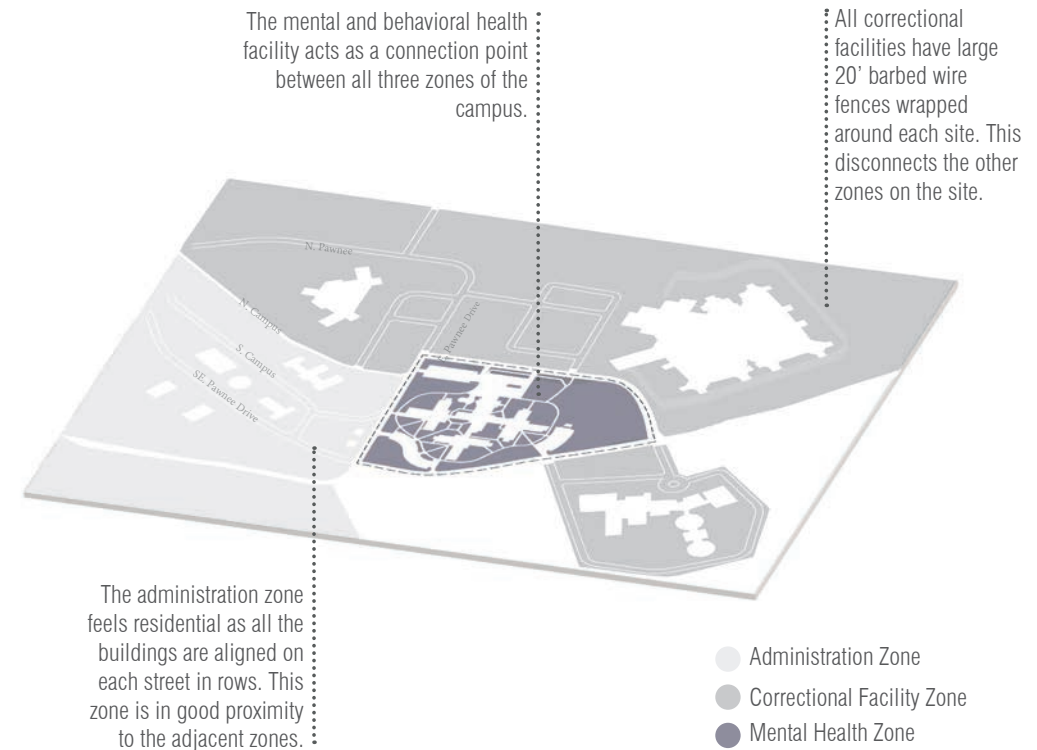 The mental and behavioral health
facility acts as a connection point
between all three zones of the
campus.
All correctional
facilities have large
20’ barbed wire
fences wrapped
around each site. This
disconnects the other
zones on the site.
N. Pawnee
N. Campus
Pawnee Drive
S. Campus
SE. Pawnee Drive
The administration zone
feels residential as all the
buildings are aligned on
each street in rows. This
zone is in good proximity
to the adjacent zones.
Administration Zone
Correctional Facility Zone
Mental Health Zone